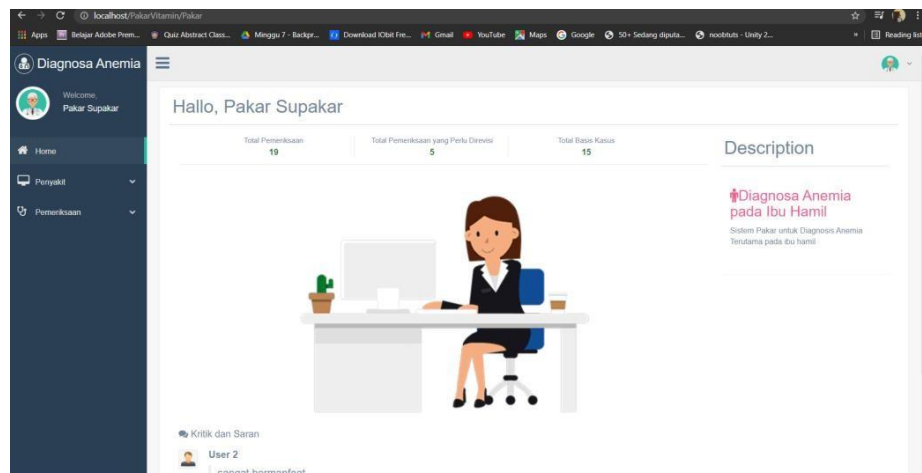 localhost/PakarVitamin/Pakar
Apps Belajar Adobe Prem... Quiz Abstract Class... Minggu 7 - Backpr... Download IObit Fre... Gmail YouTube Maps Google 50+ Sedang diputa... noobtuts - Unity 2... » Reading list
Diagnosa Anemia
Welcome,
Pakar Supakar
Home
Penyakit
Pemeriksaan
Hallo, Pakar Supakar
Total Pemeriksaan
19
Total Pemeriksaan yang Perlu Direvisi
5
Total Basis Kasus
15
Description
Diagnosa Anemia
pada Ibu Hamil
Sistem Pakar untuk Diagnosis Anemia
Terutama pada ibu hamil
Kritik dan Saran
User 2
sangat bermanfaat